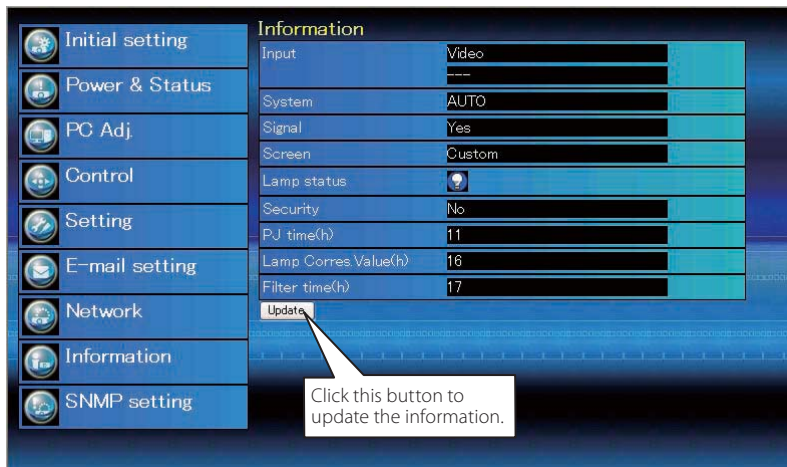 Initial setting
Power & Status
PC Adj.
Control
Setting
E-mail setting
Network
Information
SNMP setting
Information
Input Video
---
System AUTO
Signal Yes
Screen Custom
Lamp status
Security No
PJ time(h) 11
Lamp Corres.Value(h) 16
Filter time(h) 17
Update
Click this button to
update the information.